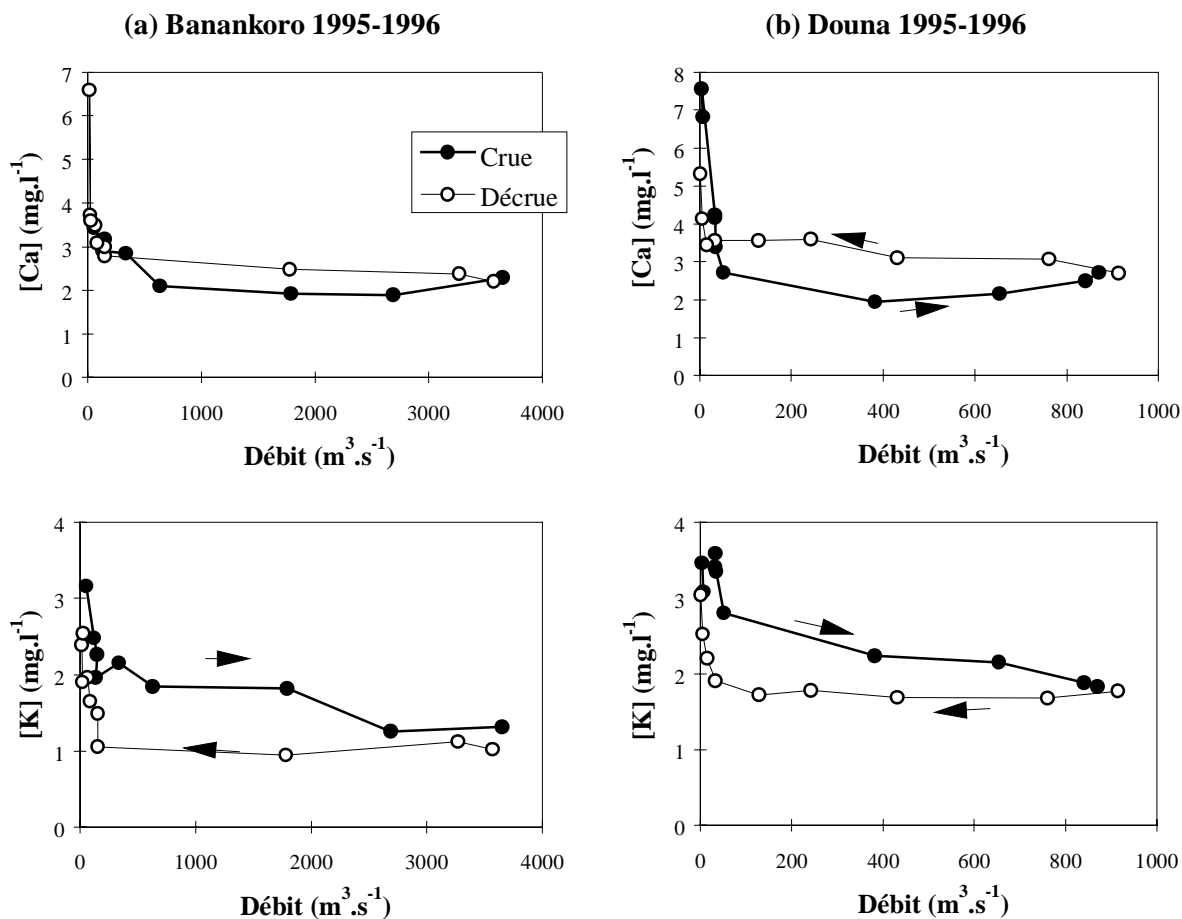 (a) Banankoro 1995-1996
(b) Douna 1995-1996
[Ca] (mg.l⁻¹)
7
6
5
4
3
2
1
0
0 1000 2000 3000 4000
Débit (m³.s⁻¹)
Crue
Décrue
[Ca] (mg.l⁻¹)
8
7
6
5
4
3
2
1
0
0 200 400 600 800 1000
Débit (m³.s⁻¹)
[K] (mg.l⁻¹)
4
3
2
1
0
0 1000 2000 3000 4000
Débit (m³.s⁻¹)
[K] (mg.l⁻¹)
4
3
2
1
0
0 200 400 600 800 1000
Débit (m³.s⁻¹)